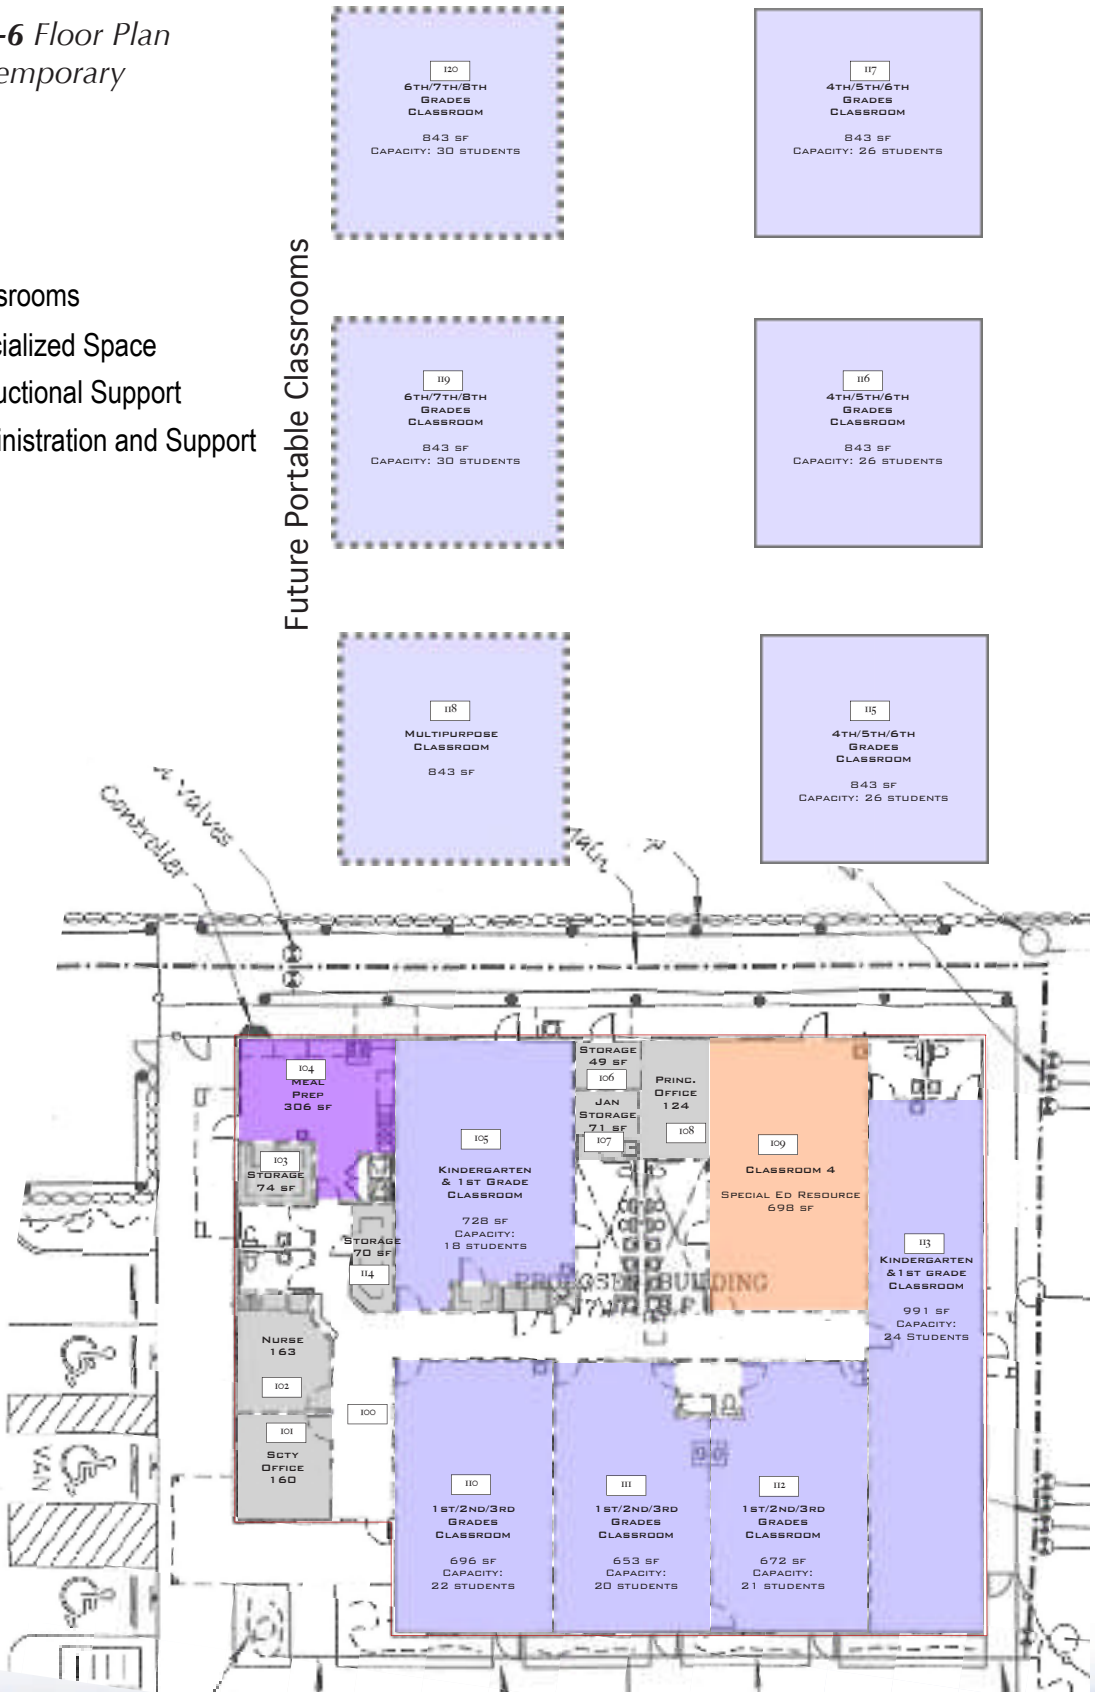 -6 Floor Plan
emporary
srooms
cialized Space
uctional Support
inistration and Support
Future Portable Classrooms
120
6TH/7TH/8TH
GRADES
CLASSROOM
843 SF
CAPACITY: 30 STUDENTS
117
4TH/5TH/6TH
GRADES
CLASSROOM
843 SF
CAPACITY: 26 STUDENTS
119
6TH/7TH/8TH
GRADES
CLASSROOM
843 SF
CAPACITY: 30 STUDENTS
116
4TH/5TH/6TH
GRADES
CLASSROOM
843 SF
CAPACITY: 26 STUDENTS
118
MULTIPURPOSE
CLASSROOM
843 SF
115
4TH/5TH/6TH
GRADES
CLASSROOM
843 SF
CAPACITY: 26 STUDENTS
valves
controller
104
MEAL
PREP
306 SF
103
STORAGE
74 SF
105
KINDERGARTEN
& 1ST GRADE
CLASSROOM
728 SF
CAPACITY:
18 STUDENTS
STORAGE
49 SF
106
JAN
STORAGE
71 SF
107
PRINC.
OFFICE
124
108
109
CLASSROOM 4
SPECIAL ED RESOURCE
698 SF
113
KINDERGARTEN
&1ST GRADE
CLASSROOM
991 SF
CAPACITY:
24 STUDENTS
STORAGE
70 SF
114
PROPOSED BUILDING
NURSE
163
102
101
SCTY
OFFICE
160
100
110
1ST/2ND/3RD
GRADES
CLASSROOM
696 SF
CAPACITY:
22 STUDENTS
111
1ST/2ND/3RD
GRADES
CLASSROOM
653 SF
CAPACITY:
20 STUDENTS
112
1ST/2ND/3RD
GRADES
CLASSROOM
672 SF
CAPACITY:
21 STUDENTS
VAN